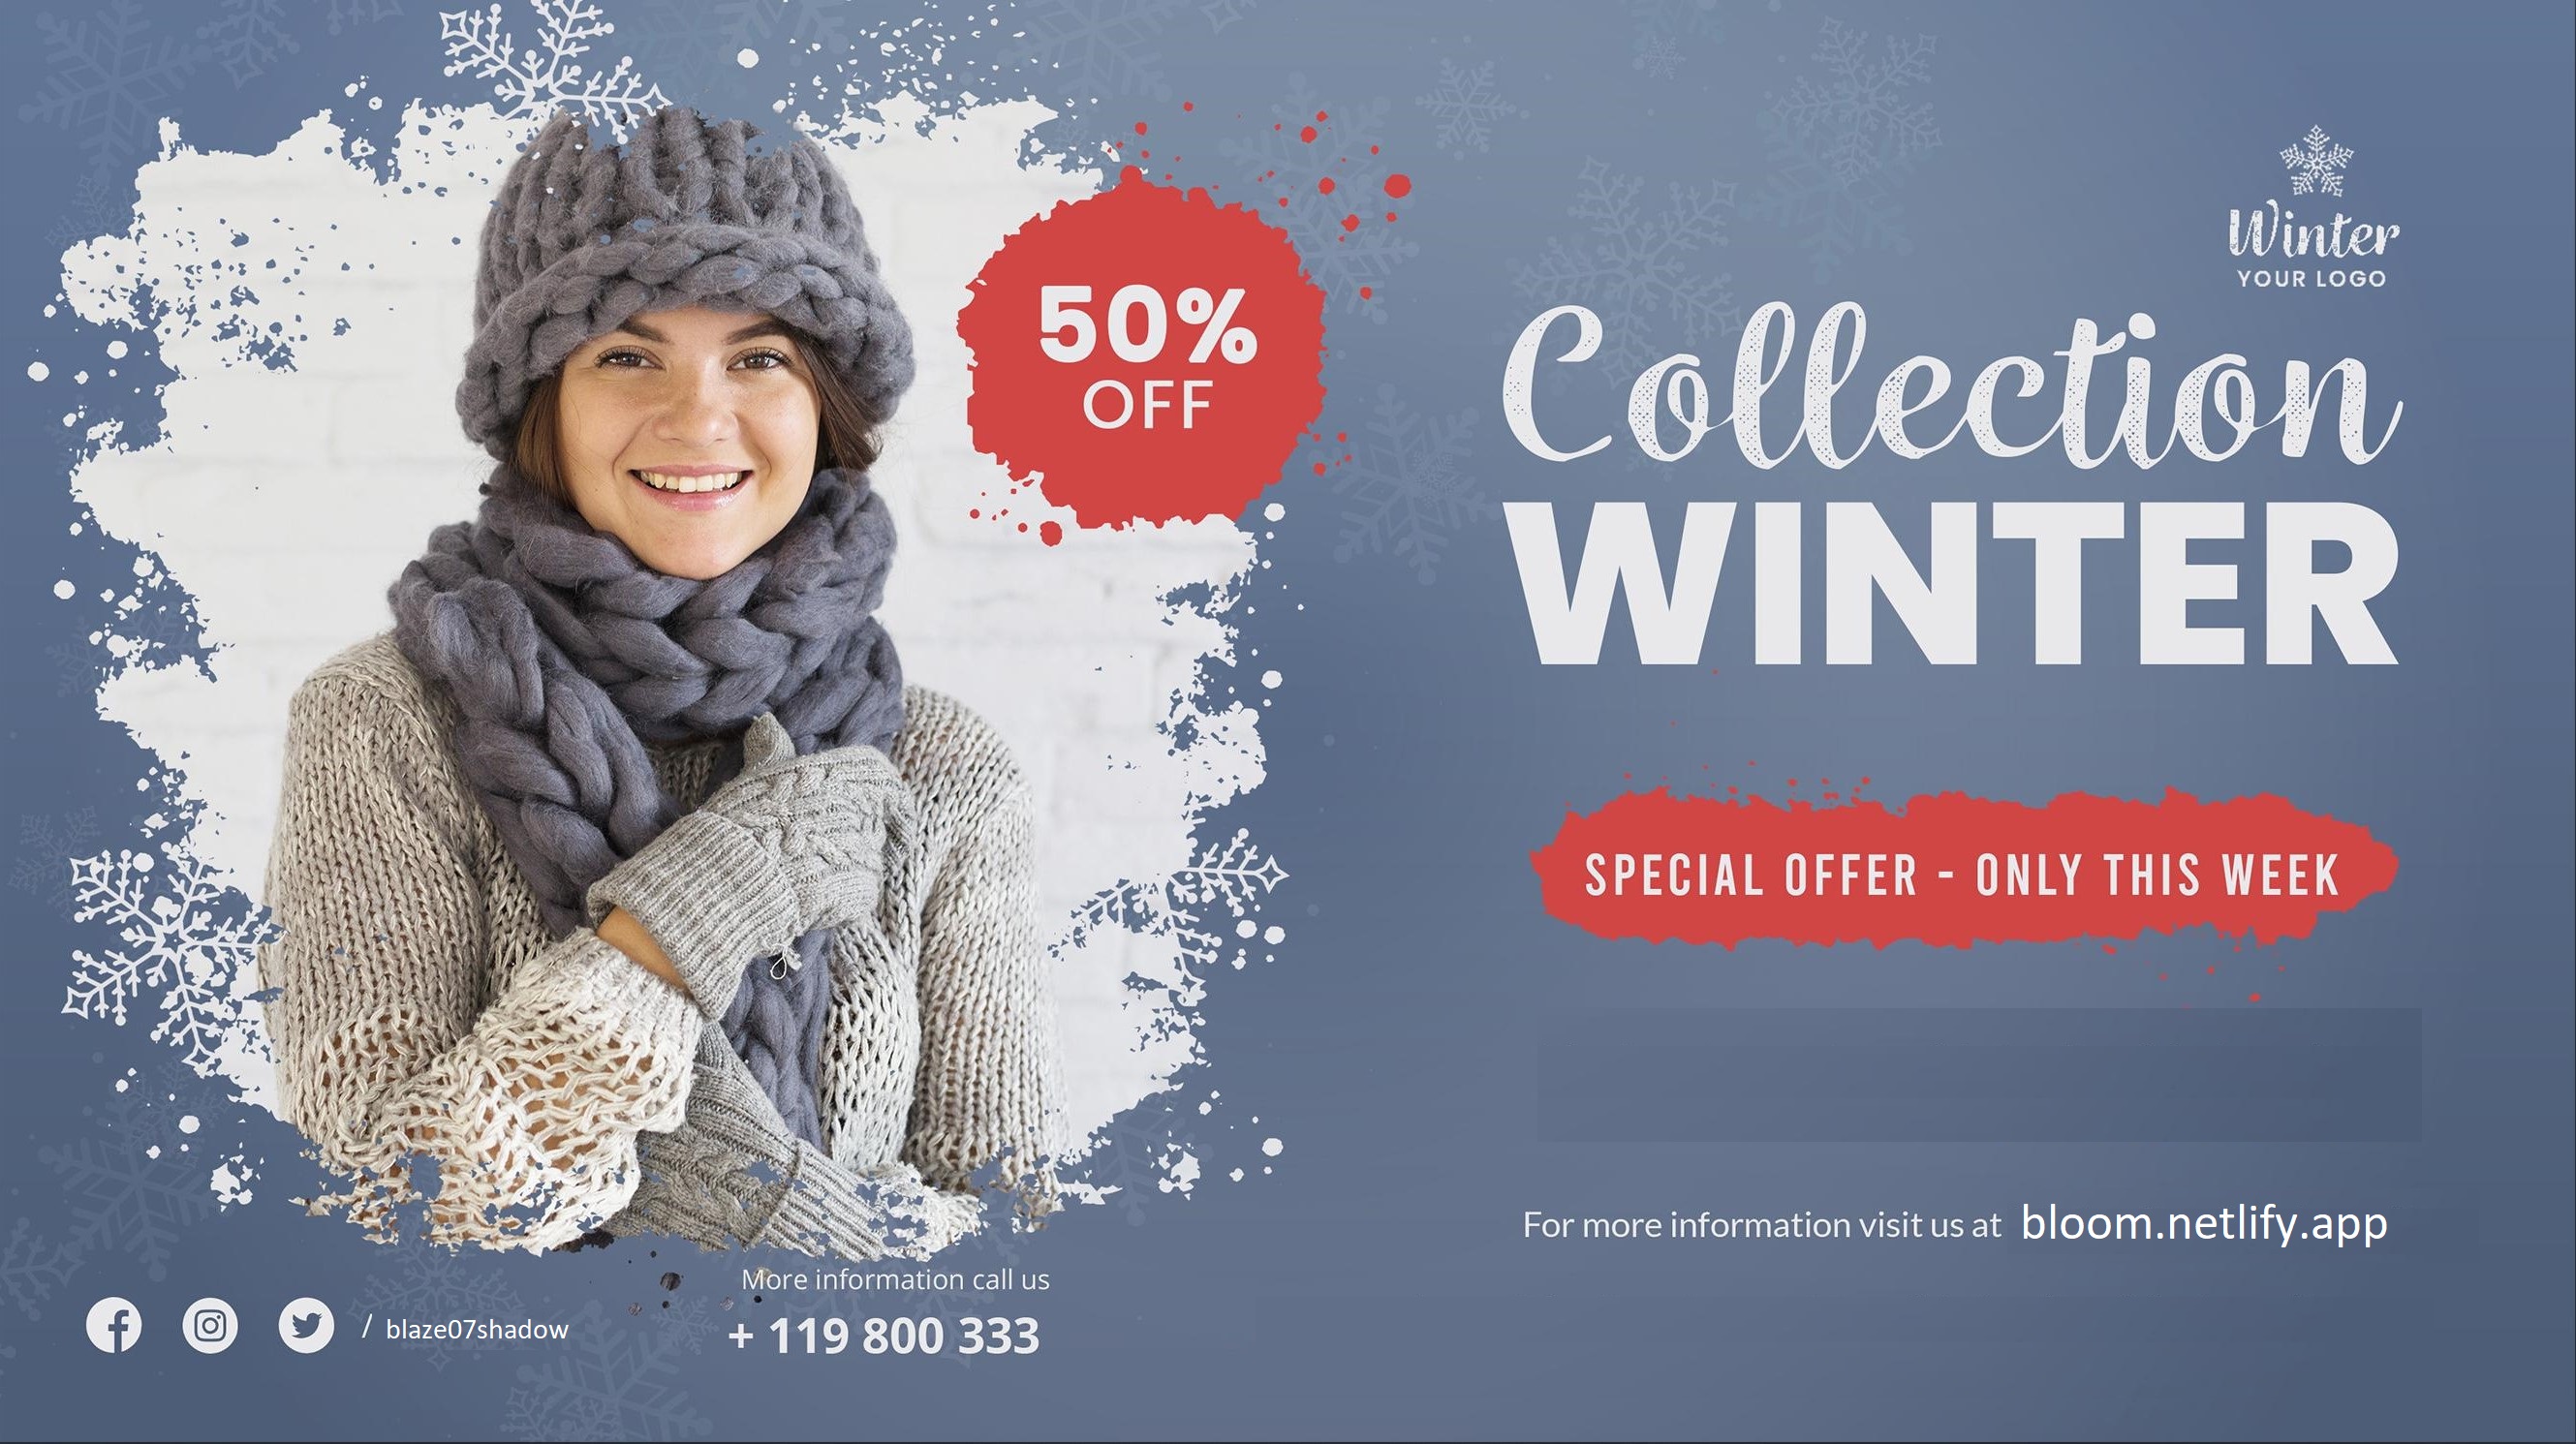 Winter
YOUR LOGO
50%
OFF
Collection
WINTER
SPECIAL OFFER - ONLY THIS WEEK
For more information visit us at bloom.netlify.app
More information call us
+ 119 800 333
/ blaze07shadow